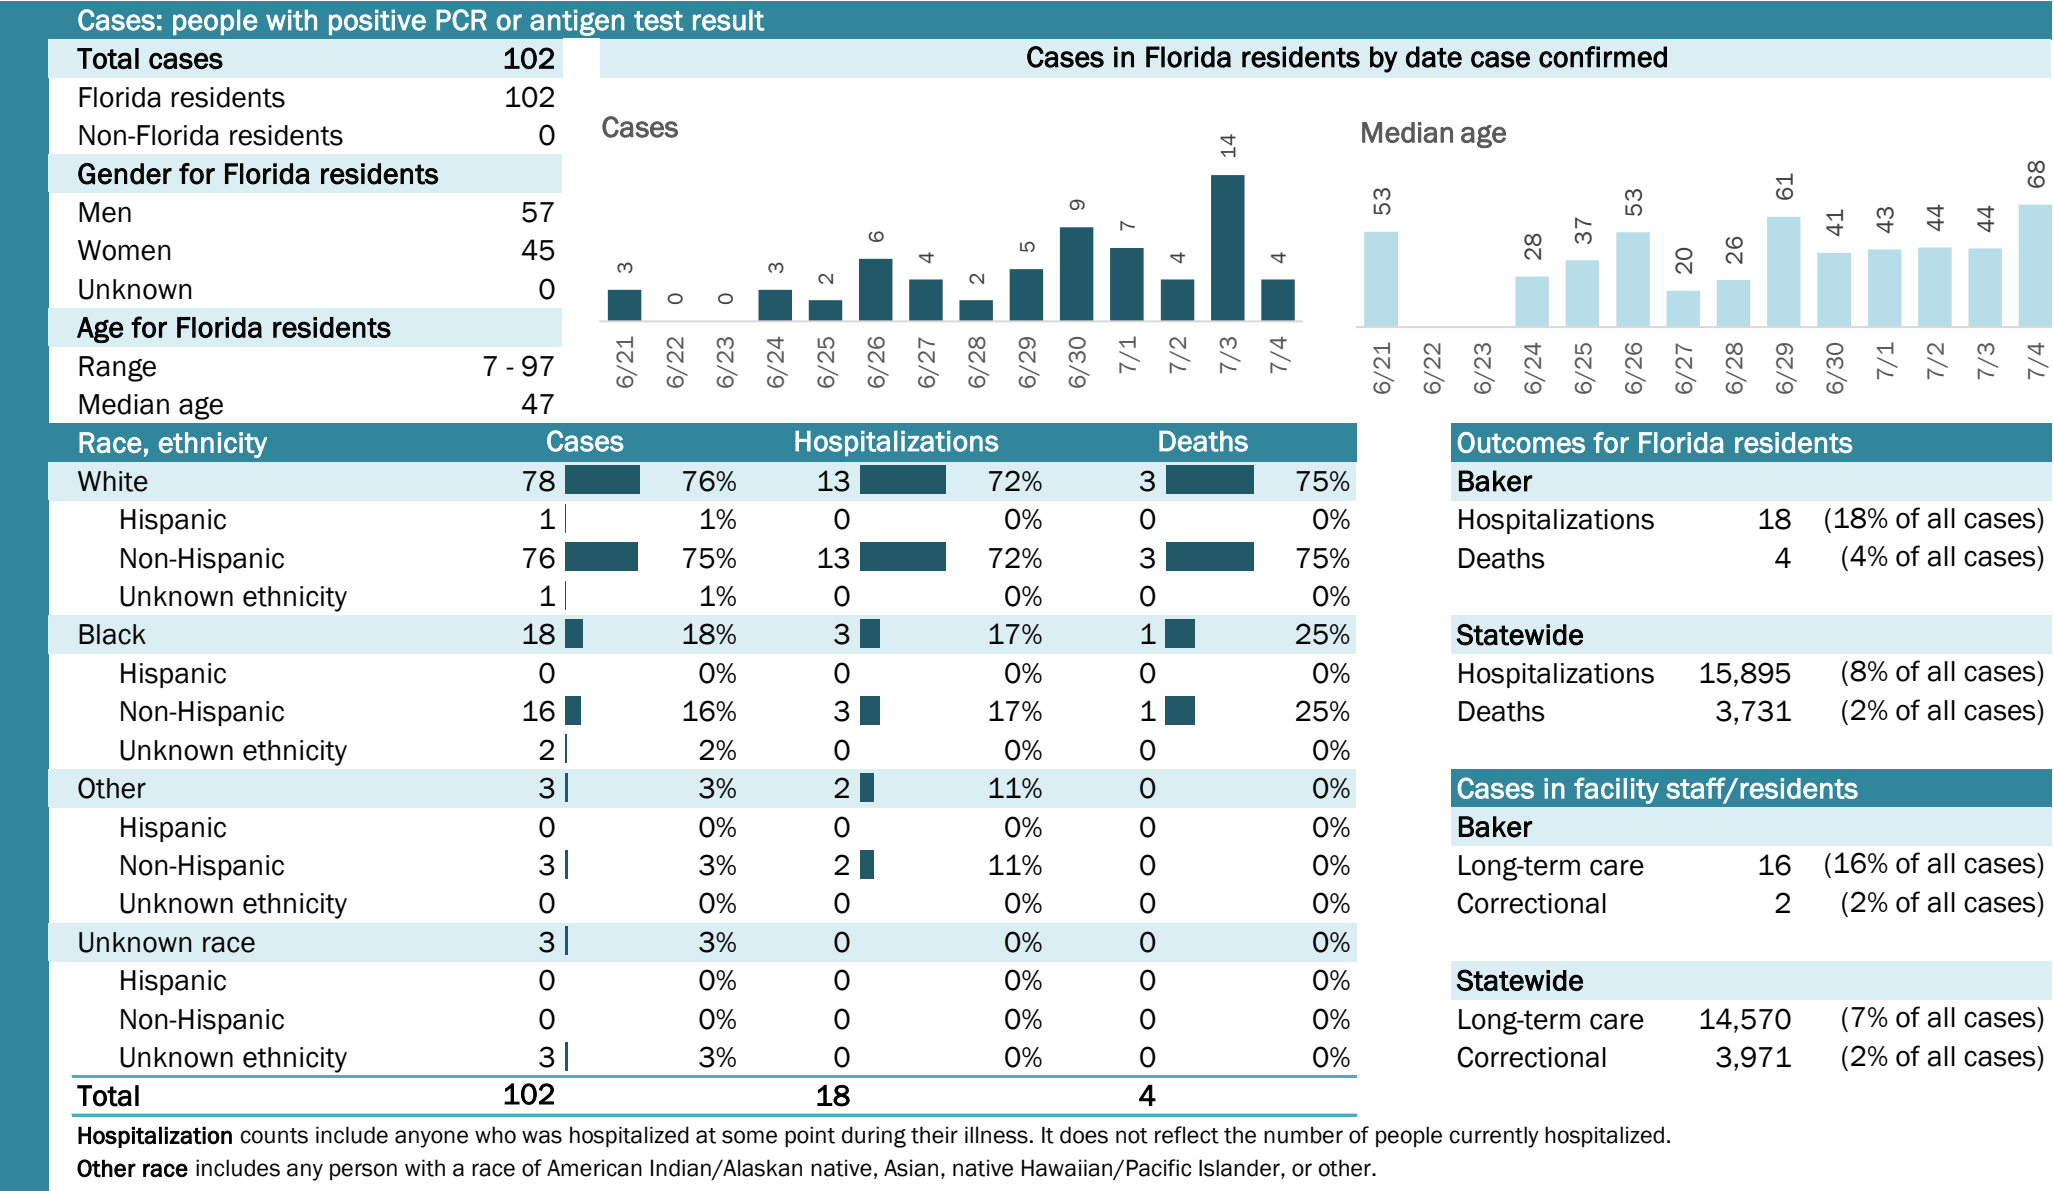 Cases: people with positive PCR or antigen test result
Total cases 102
Florida residents 102
Non-Florida residents 0
Gender for Florida residents
Men 57
Women 45
Unknown 0
Age for Florida residents
Range 7 - 97
Median age 47
Cases in Florida residents by date case confirmed
Cases
3 0 0 3 2 6 4 2 5 9 7 4 14 4
6/21 6/22 6/23 6/24 6/25 6/26 6/27 6/28 6/29 6/30 7/1 7/2 7/3 7/4
Median age
53 28 37 53 20 26 61 41 43 44 44 68
6/21 6/22 6/23 6/24 6/25 6/26 6/27 6/28 6/29 6/30 7/1 7/2 7/3 7/4
Race, ethnicity Cases Hospitalizations Deaths
White 78 76% 13 72% 3 75%
Hispanic 1 1% 0 0% 0 0%
Non-Hispanic 76 75% 13 72% 3 75%
Unknown ethnicity 1 1% 0 0% 0 0%
Black 18 18% 3 17% 1 25%
Hispanic 0 0% 0 0% 0 0%
Non-Hispanic 16 16% 3 17% 1 25%
Unknown ethnicity 2 2% 0 0% 0 0%
Other 3 3% 2 11% 0 0%
Hispanic 0 0% 0 0% 0 0%
Non-Hispanic 3 3% 2 11% 0 0%
Unknown ethnicity 0 0% 0 0% 0 0%
Unknown race 3 3% 0 0% 0 0%
Hispanic 0 0% 0 0% 0 0%
Non-Hispanic 0 0% 0 0% 0 0%
Unknown ethnicity 3 3% 0 0% 0 0%
Total 102 18 4
Outcomes for Florida residents
Baker
Hospitalizations 18 (18% of all cases)
Deaths 4 (4% of all cases)
Statewide
Hospitalizations 15,895 (8% of all cases)
Deaths 3,731 (2% of all cases)
Cases in facility staff/residents
Baker
Long-term care 16 (16% of all cases)
Correctional 2 (2% of all cases)
Statewide
Long-term care 14,570 (7% of all cases)
Correctional 3,971 (2% of all cases)
Hospitalization counts include anyone who was hospitalized at some point during their illness. It does not reflect the number of people currently hospitalized.
Other race includes any person with a race of American Indian/Alaskan native, Asian, native Hawaiian/Pacific Islander, or other.